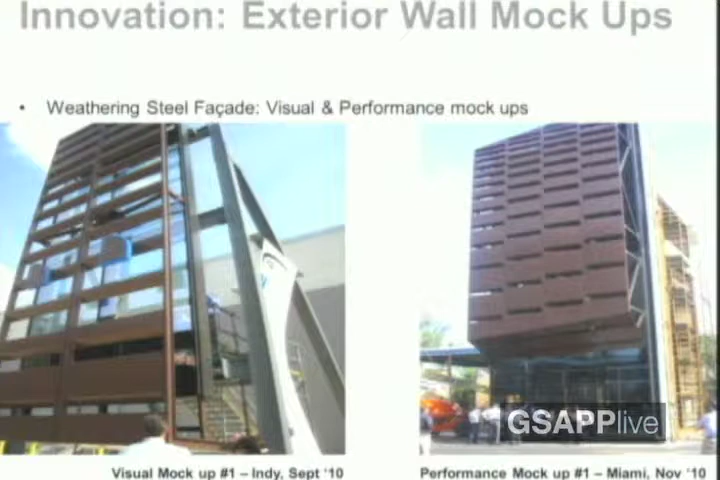 Innovation: Exterior Wall Mock Ups
• Weathering Steel Façade: Visual & Performance mock ups
GSAPPlive
Visual Mock up #1 – Indy, Sept '10
Performance Mock up #1 – Miami, Nov '10